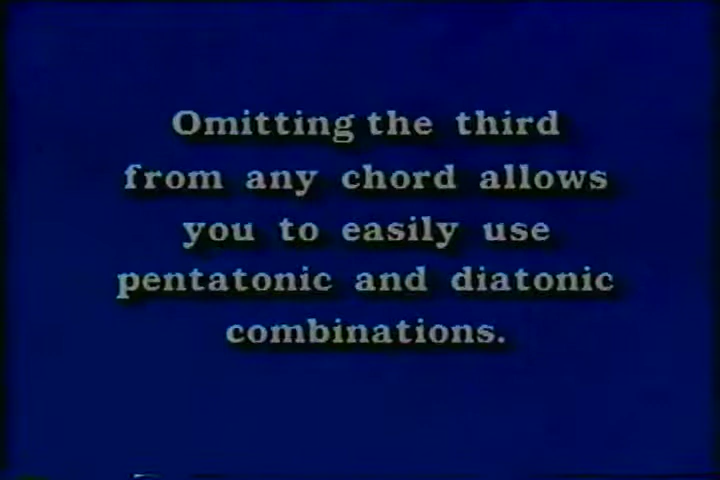 Omitting the third
from any chord allows
you to easily use
pentatonic and diatonic
combinations.